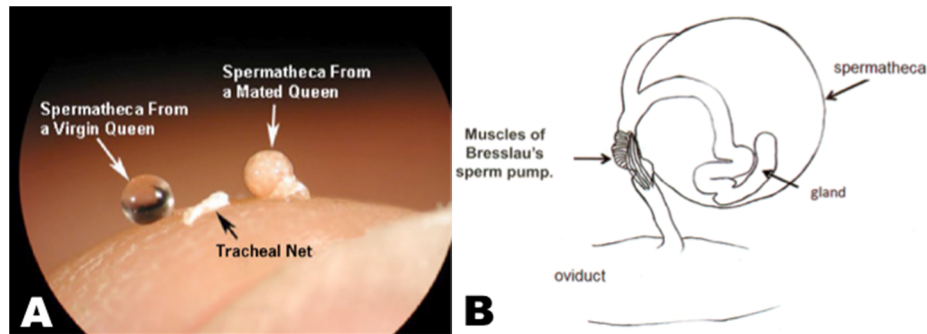 Spermatheca From
a Mated Queen
Spermatheca From
a Virgin Queen
Tracheal Net
A
spermatheca
Muscles of
Bresslau's
sperm pump.
gland
oviduct
B